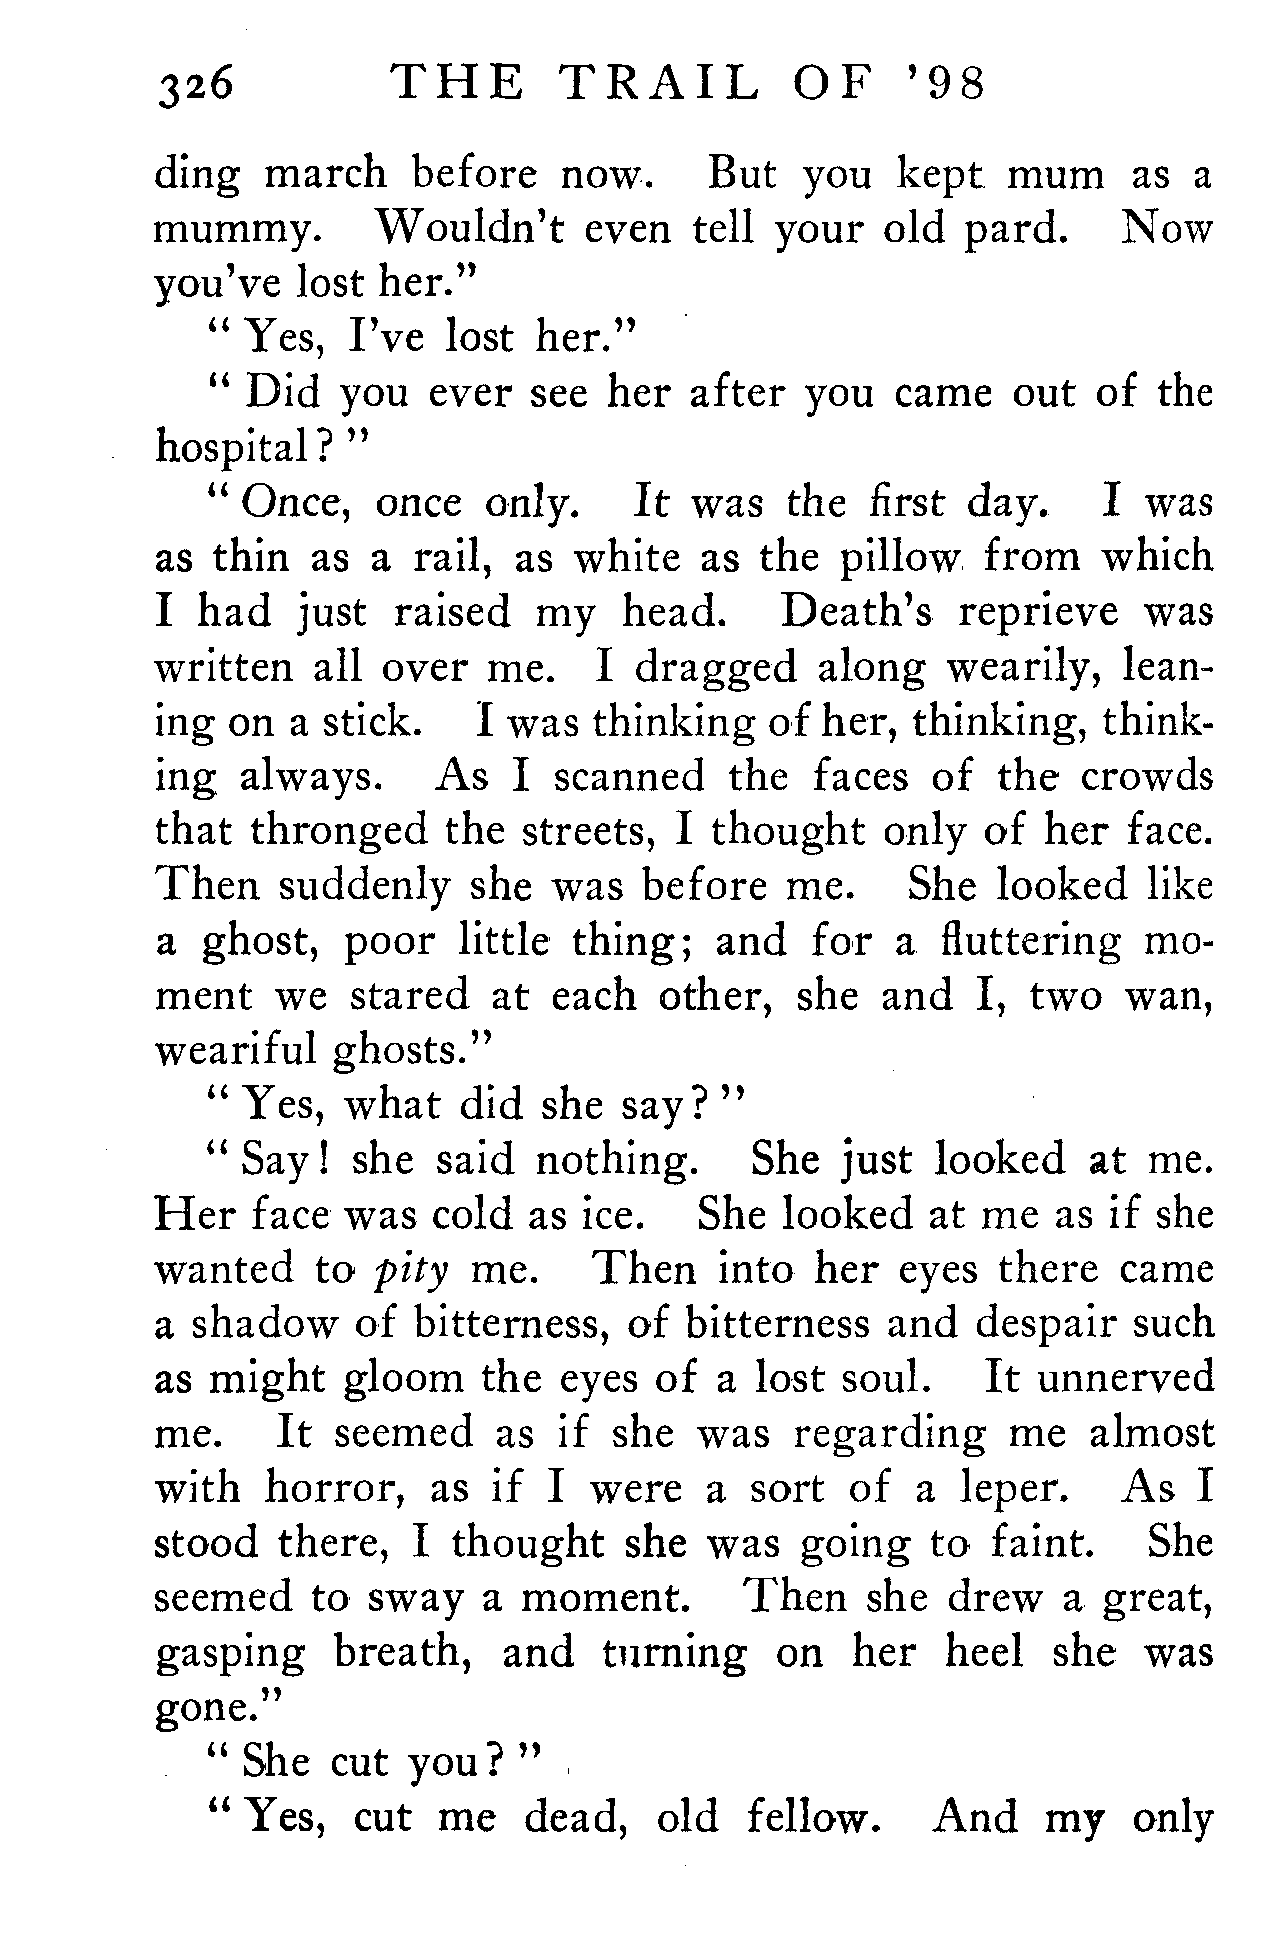 326 THE TRAIL OF '98
ding march before now. But you kept mum as a
mummy. Wouldn't even tell your old pard. Now
you've lost her."
" Yes, I've lost her."
" Did you ever see her after you came out of the
hospital ? "
" Once, once only. It was the first day. I was
as thin as a rail, as white as the pillow from which
I had just raised my head. Death's reprieve was
written all over me. I dragged along wearily, lean-
ing on a stick. I was thinking of her, thinking, think-
ing always. As I scanned the faces of the crowds
that thronged the streets, I thought only of her face.
Then suddenly she was before me. She looked like
a ghost, poor little thing; and for a fluttering mo-
ment we stared at each other, she and I, two wan,
weariful ghosts."
" Yes, what did she say? "
" Say! she said nothing. She just looked at me.
Her face was cold as ice. She looked at me as if she
wanted to pity me. Then into her eyes there came
a shadow of bitterness, of bitterness and despair such
as might gloom the eyes of a lost soul. It unnerved
me. It seemed as if she was regarding me almost
with horror, as if I were a sort of a leper. As I
stood there, I thought she was going to faint. She
seemed to sway a moment. Then she drew a great,
gasping breath, and turning on her heel she was
gone."
" She cut you? "
" Yes, cut me dead, old fellow. And my only